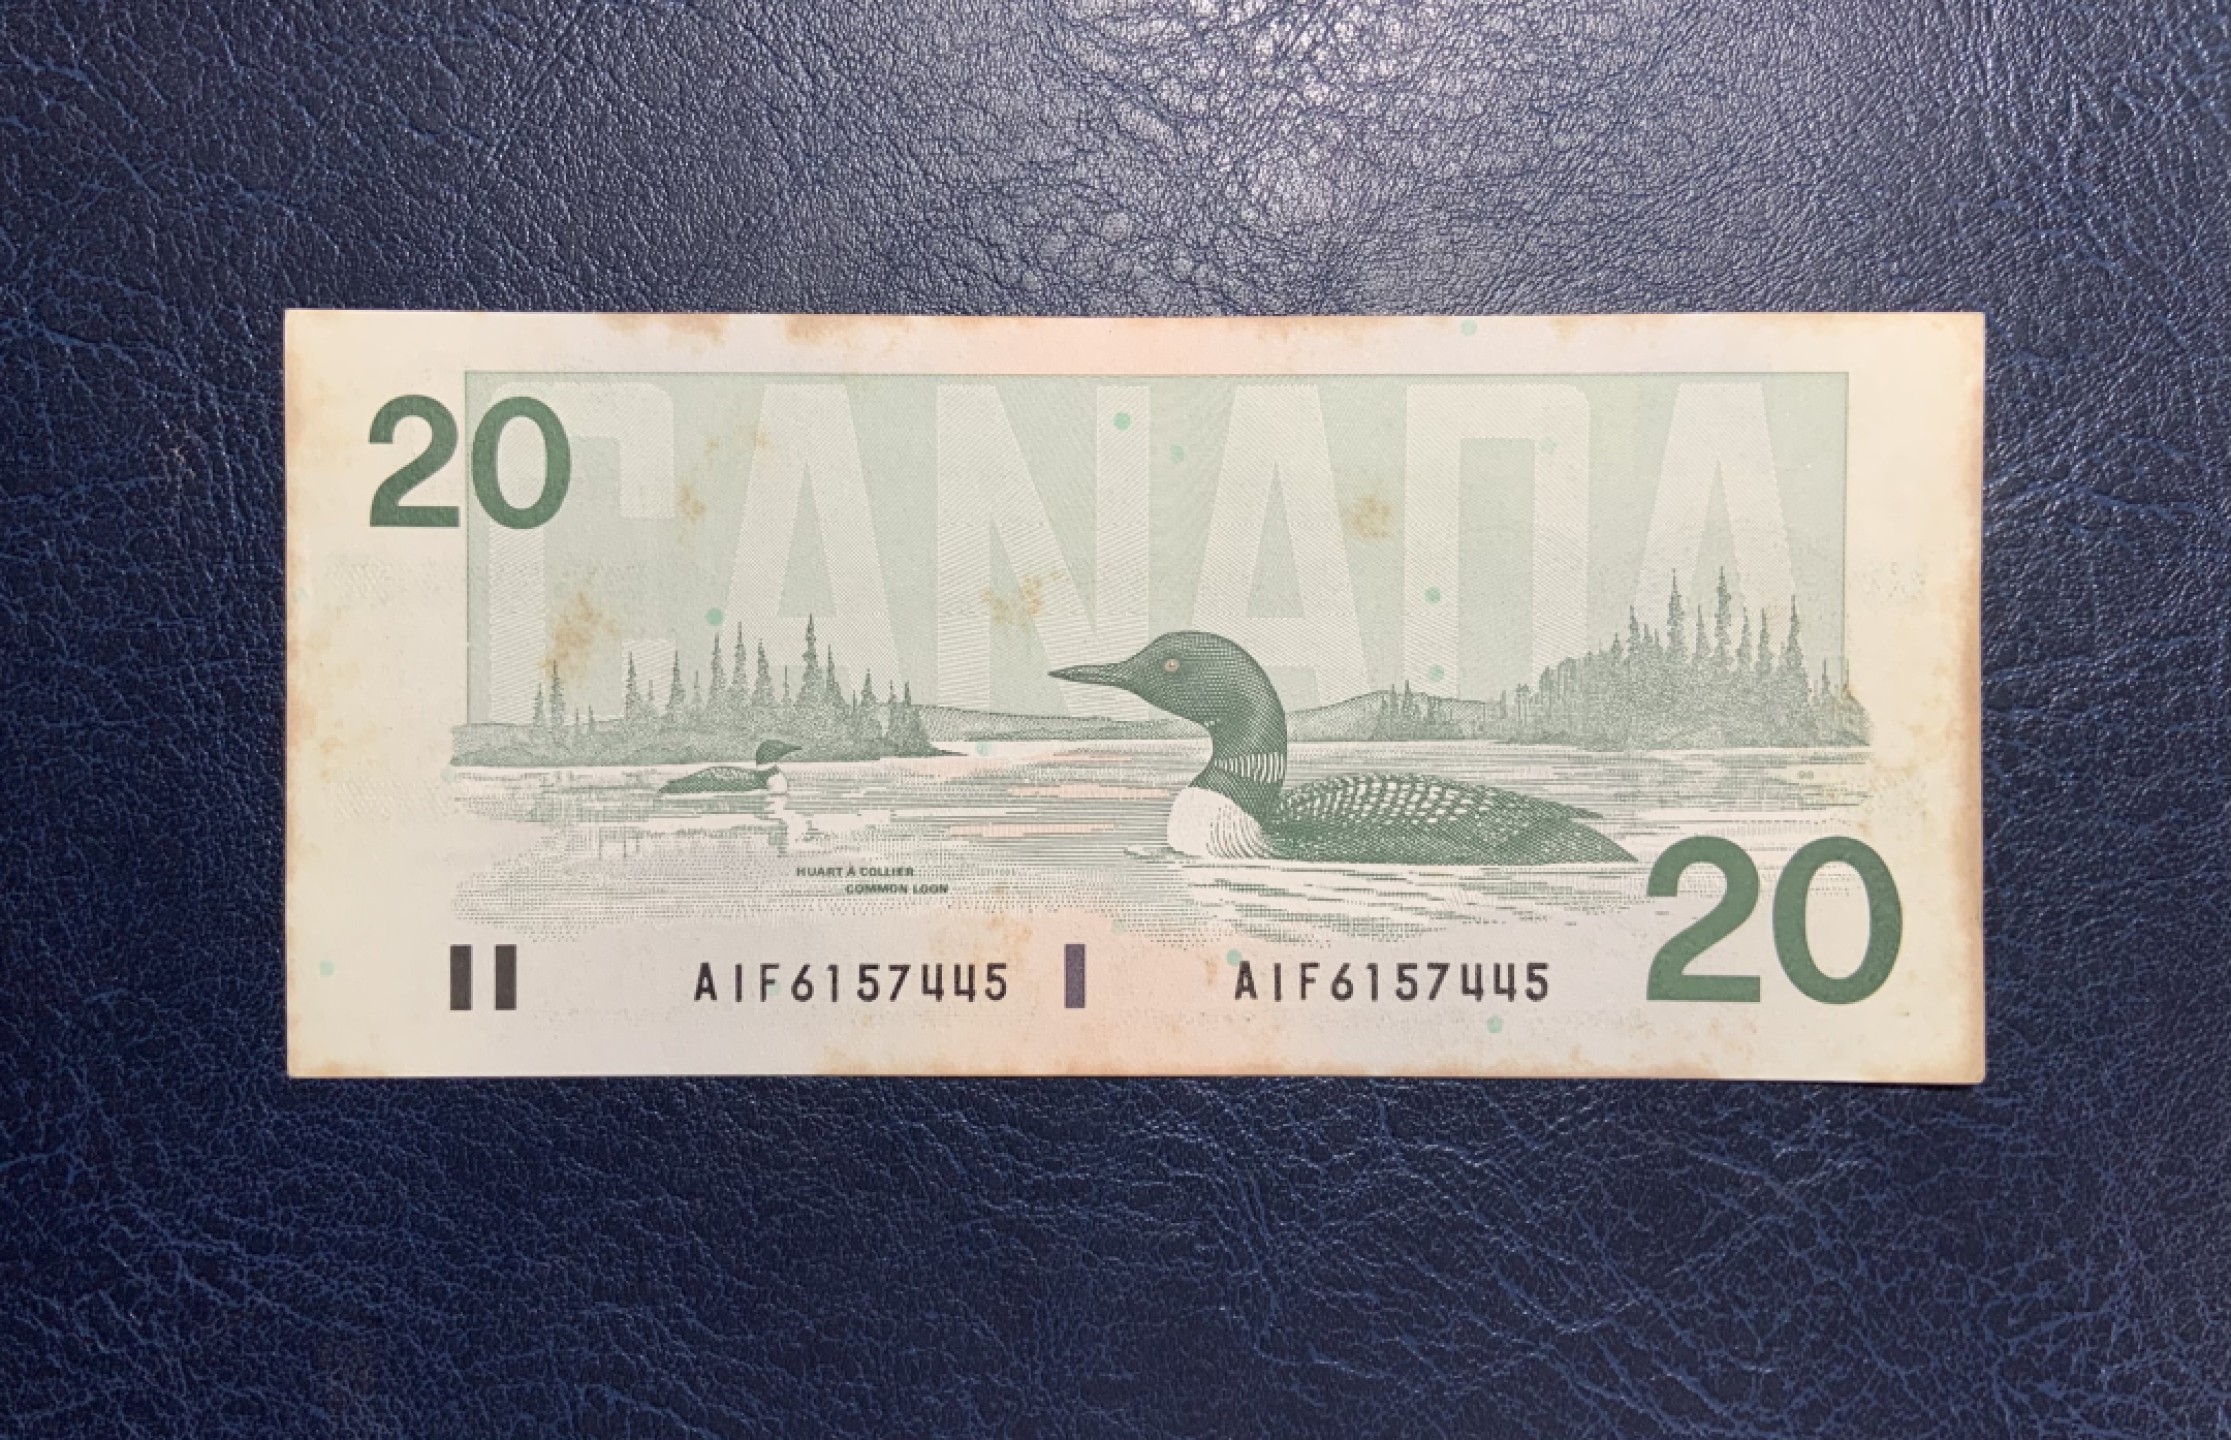 CANADA
20
HUART À COLLIER
COMMON LOON
AIF6157445 AIF6157445
20